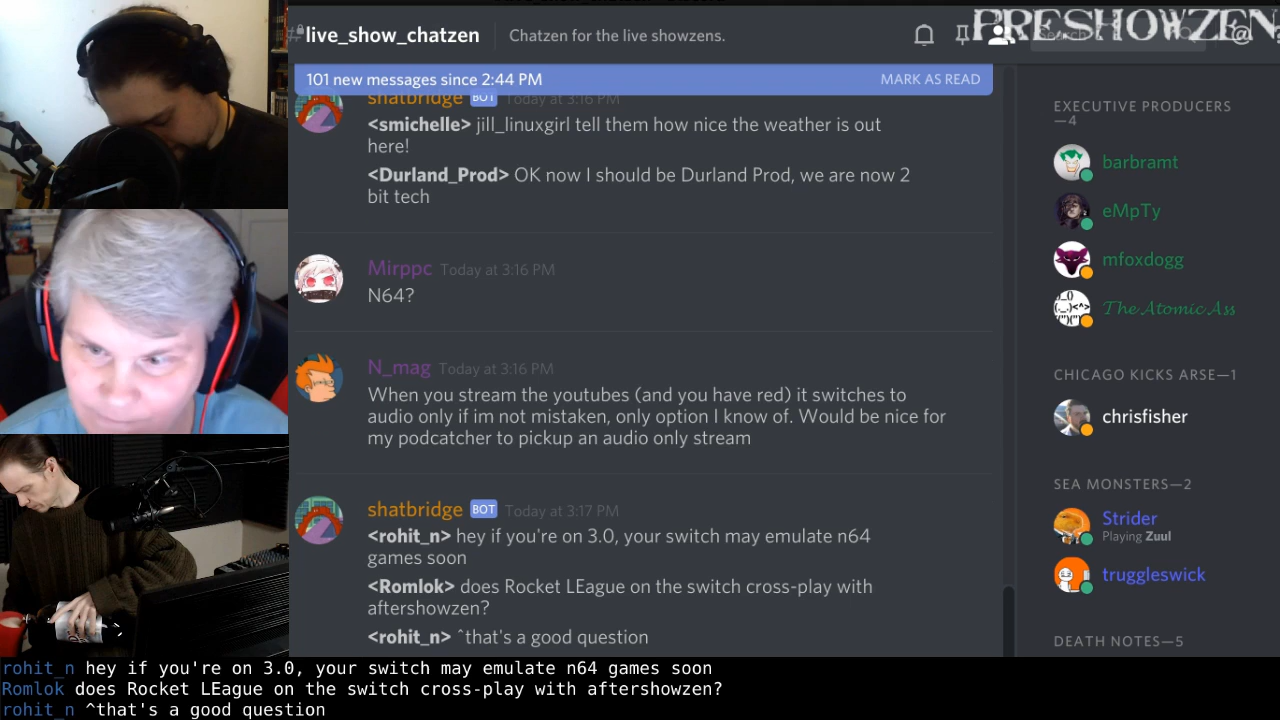 PRESHOWZEN
# live_show_chatzen
Chatzen for the live showzens.
Search
101 new messages since 2:44 PM
MARK AS READ
shatbridge BOT Today at 3:16 PM
<smichelle> jill_linuxgirl tell them how nice the weather is out
here!
<Durland_Prod> OK now I should be Durland Prod, we are now 2
bit tech
Mirppc Today at 3:16 PM
N64?
N_mag Today at 3:16 PM
When you stream the youtubes (and you have red) it switches to
audio only if im not mistaken, only option I know of. Would be nice for
my podcatcher to pickup an audio only stream
shatbridge BOT Today at 3:17 PM
<rohit_n> hey if you're on 3.0, your switch may emulate n64
games soon
<Romlok> does Rocket LEague on the switch cross-play with
aftershowzen?
<rohit_n> ^that's a good question
EXECUTIVE PRODUCERS
—4
barbramt
eMpTy
mfoxdogg
The Atomic Ass
CHICAGO KICKS ARSE—1
chrisfisher
SEA MONSTERS—2
Strider
Playing Zuul
truggleswick
DEATH NOTES—5
rohit_n hey if you're on 3.0, your switch may emulate n64 games soon
Romlok does Rocket LEague on the switch cross-play with aftershowzen?
rohit_n ^that's a good question